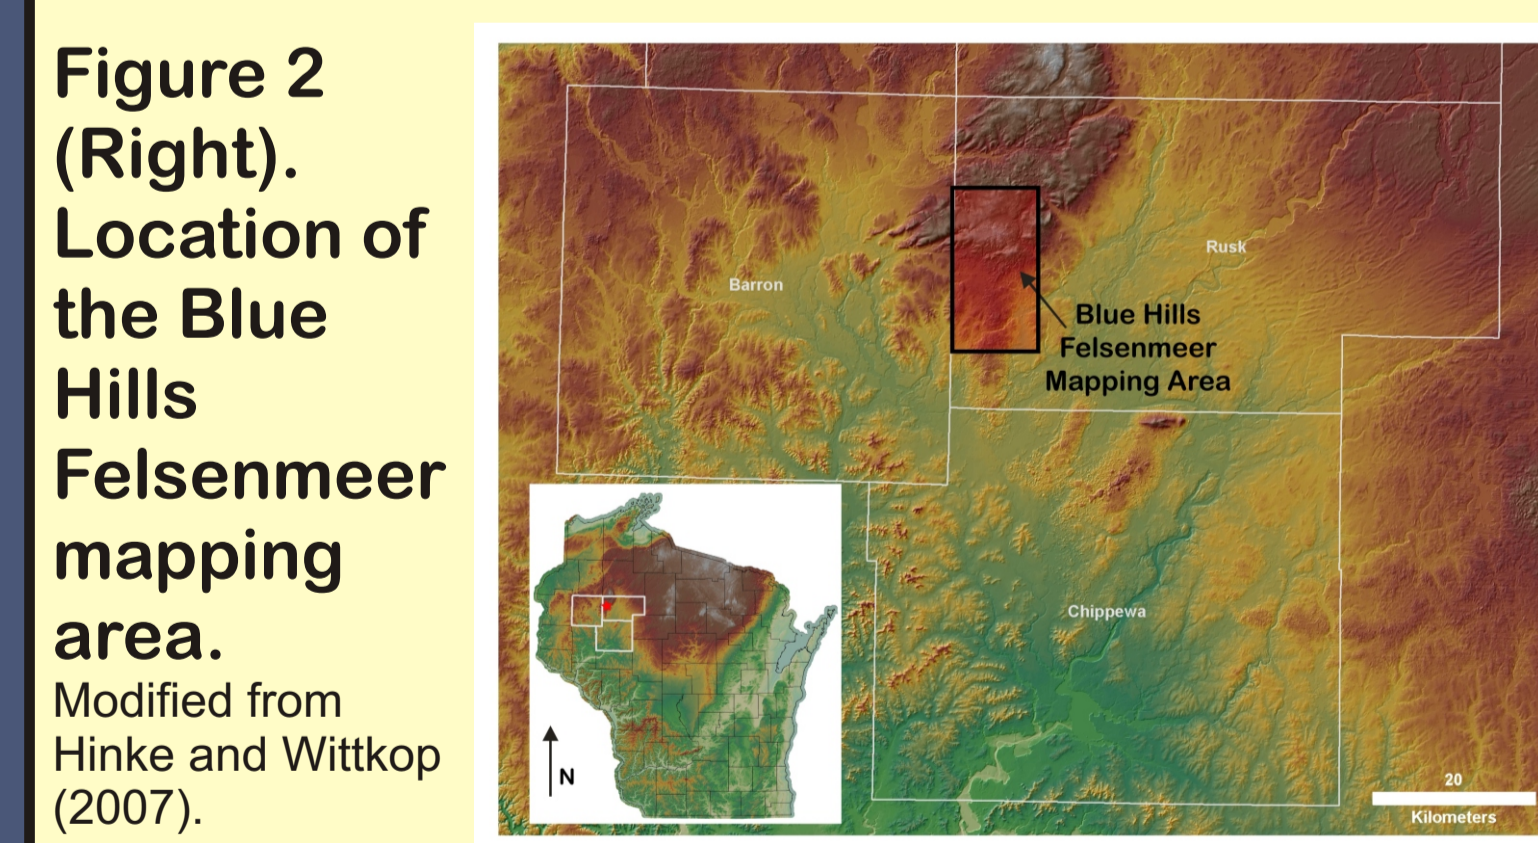 Figure 2
(Right).
Location of
the Blue
Hills
Felsenmeer
mapping
area.
Modified from
Hinke and Wittkop
(2007).
Barron
Rusk
Blue Hills
Felsenmeer
Mapping Area
Chippewa
N
20
Kilometers